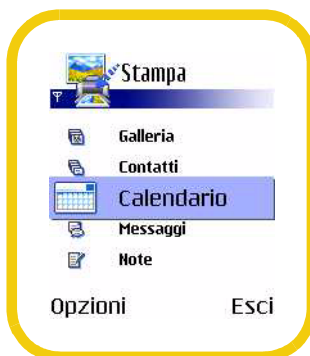 Stampa
Galleria
Contatti
Calendario
Messaggi
Note
Opzioni Esci